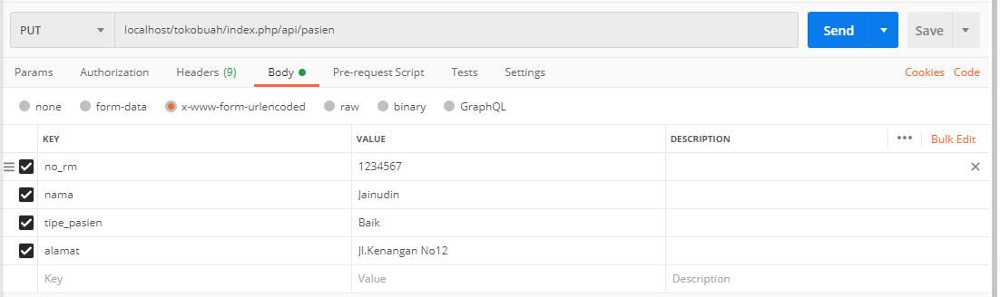 PUT localhost/tokobuah/index.php/api/pasien Send Save
Params Authorization Headers (9) Body Pre-request Script Tests Settings Cookies Code
none form-data x-www-form-urlencoded raw binary GraphQL
KEY VALUE DESCRIPTION ••• Bulk Edit
no_rm 1234567
nama Jainudin
tipe_pasien Baik
alamat Jl.Kenangan No12
Key Value Description